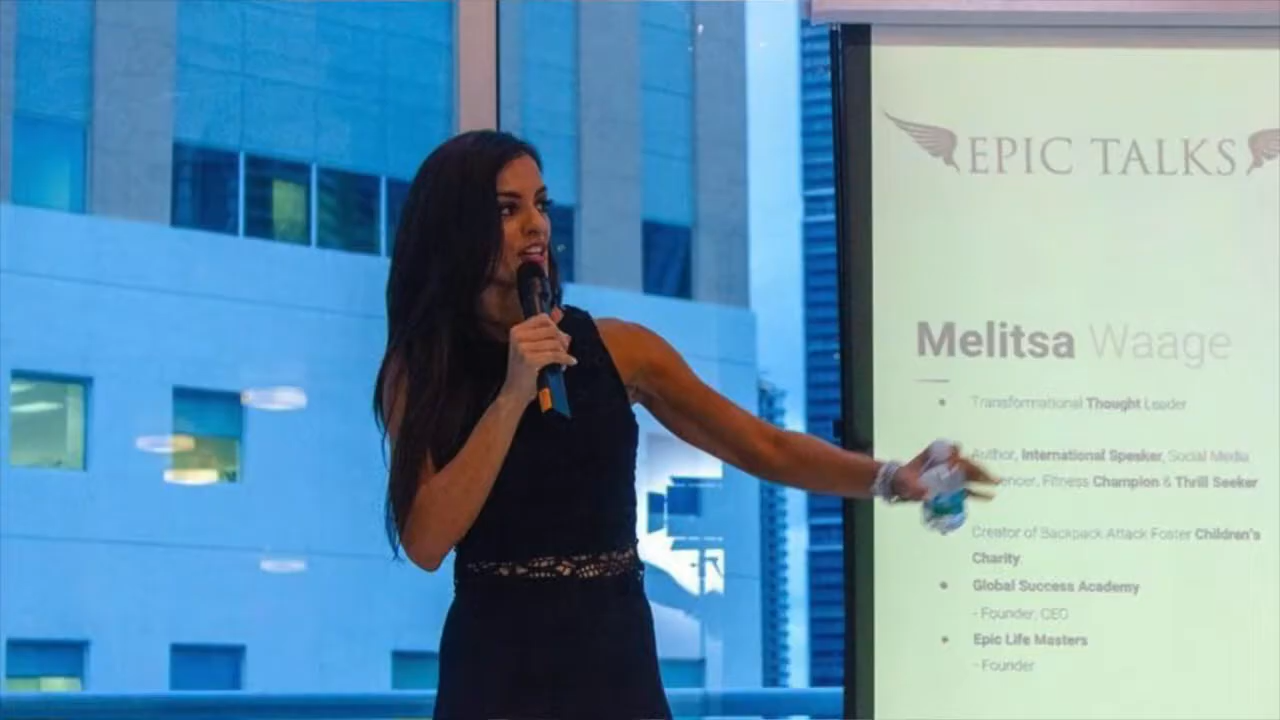 EPIC TALKS
Melitsa Waage
Transformational Thought Leader
Author, International Speaker, Social Media
Fitness Champion & Thrill Seeker
Creator of Backpack Attack Foster Children's
Charity
Global Success Academy
- Founder, CEO
Epic Life Masters
- Founder